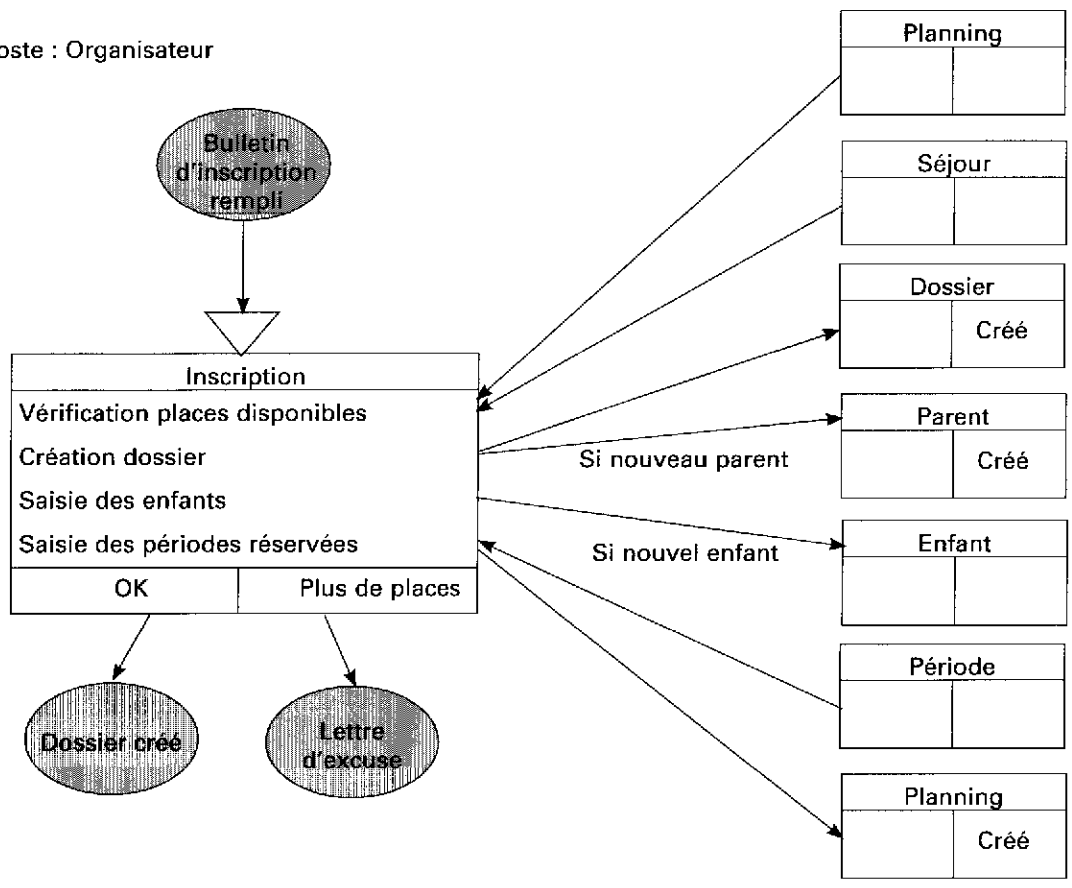 oste : Organisateur
Bulletin
d'inscription
rempli
Inscription
Vérification places disponibles
Création dossier
Saisie des enfants
Saisie des périodes réservées
OK
Plus de places
Dossier créé
Lettre
d'excuse
Si nouveau parent
Si nouvel enfant
Planning
Séjour
Dossier
Créé
Parent
Créé
Enfant
Période
Planning
Créé